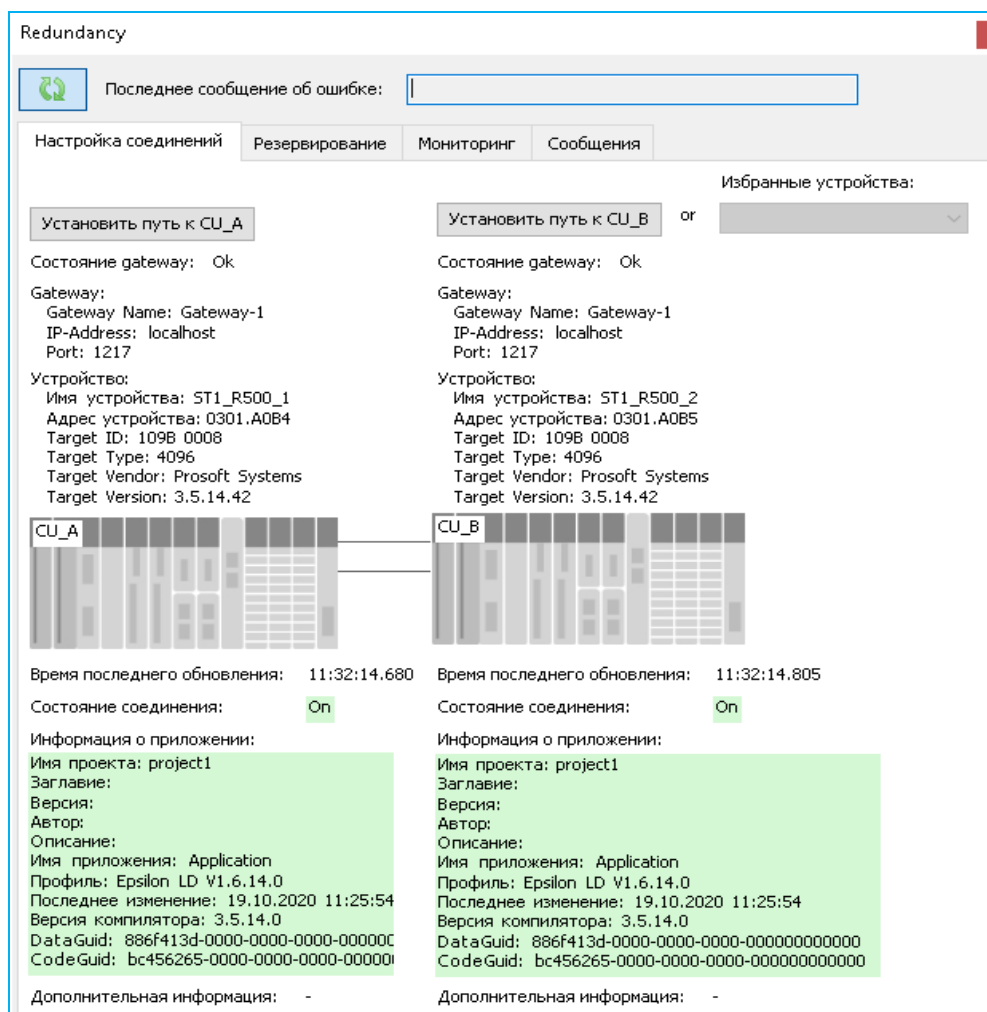 Redundancy
Последнее сообщение об ошибке:
Настройка соединений Резервирование Мониторинг Сообщения
Избранные устройства:
Установить путь к CU_A Установить путь к CU_B or
Состояние gateway: Ok
Gateway:
Gateway Name: Gateway-1
IP-Address: localhost
Port: 1217
Устройство:
Имя устройства: ST1_R500_1
Адрес устройства: 0301.A0B4
Target ID: 109B 0008
Target Type: 4096
Target Vendor: Prosoft Systems
Target Version: 3.5.14.42
CU_A
Время последнего обновления: 11:32:14.680
Состояние соединения: On
Информация о приложении:
Имя проекта: project1
Заглавие:
Версия:
Автор:
Описание:
Имя приложения: Application
Профиль: Epsilon LD V1.6.14.0
Последнее изменение: 19.10.2020 11:25:54
Версия компилятора: 3.5.14.0
DataGuid: 886f413d-0000-0000-0000-000000
CodeGuid: bc456265-0000-0000-0000-00000
Дополнительная информация: -
Состояние gateway: Ok
Gateway:
Gateway Name: Gateway-1
IP-Address: localhost
Port: 1217
Устройство:
Имя устройства: ST1_R500_2
Адрес устройства: 0301.A0B5
Target ID: 109B 0008
Target Type: 4096
Target Vendor: Prosoft Systems
Target Version: 3.5.14.42
CU_B
Время последнего обновления: 11:32:14.805
Состояние соединения: On
Информация о приложении:
Имя проекта: project1
Заглавие:
Версия:
Автор:
Описание:
Имя приложения: Application
Профиль: Epsilon LD V1.6.14.0
Последнее изменение: 19.10.2020 11:25:54
Версия компилятора: 3.5.14.0
DataGuid: 886f413d-0000-0000-0000-000000000000
CodeGuid: bc456265-0000-0000-0000-000000000000
Дополнительная информация: -